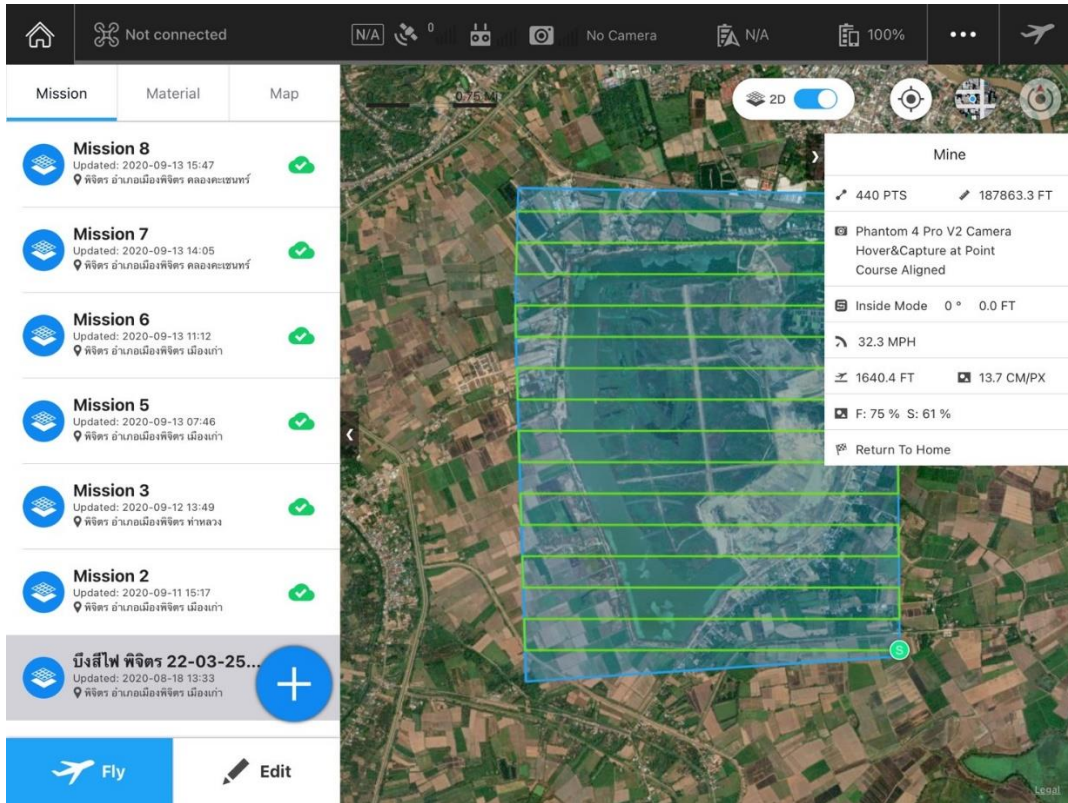 Not connected
N/A
0
No Camera
N/A
100%
Mission
Material
Map
Mission 8
Updated: 2020-09-13 15:47
พิจิตร อำเภอเมืองพิจิตร คลองคะเชนทร์
Mission 7
Updated: 2020-09-13 14:05
พิจิตร อำเภอเมืองพิจิตร คลองคะเชนทร์
Mission 6
Updated: 2020-09-13 11:12
พิจิตร อำเภอเมืองพิจิตร เมืองเก่า
Mission 5
Updated: 2020-09-13 07:46
พิจิตร อำเภอเมืองพิจิตร เมืองเก่า
Mission 3
Updated: 2020-09-12 13:49
พิจิตร อำเภอเมืองพิจิตร ท่าหลวง
Mission 2
Updated: 2020-09-11 15:17
พิจิตร อำเภอเมืองพิจิตร เมืองเก่า
บึงสีไฟ พิจิตร 22-03-25...
Updated: 2020-08-18 13:33
พิจิตร อำเภอเมืองพิจิตร เมืองเก่า
Fly
Edit
0.75 MI
2D
Mine
440 PTS 187863.3 FT
Phantom 4 Pro V2 Camera
Hover&Capture at Point
Course Aligned
Inside Mode 0 ° 0.0 FT
32.3 MPH
1640.4 FT 13.7 CM/PX
F: 75 % S: 61 %
Return To Home
S
Legal